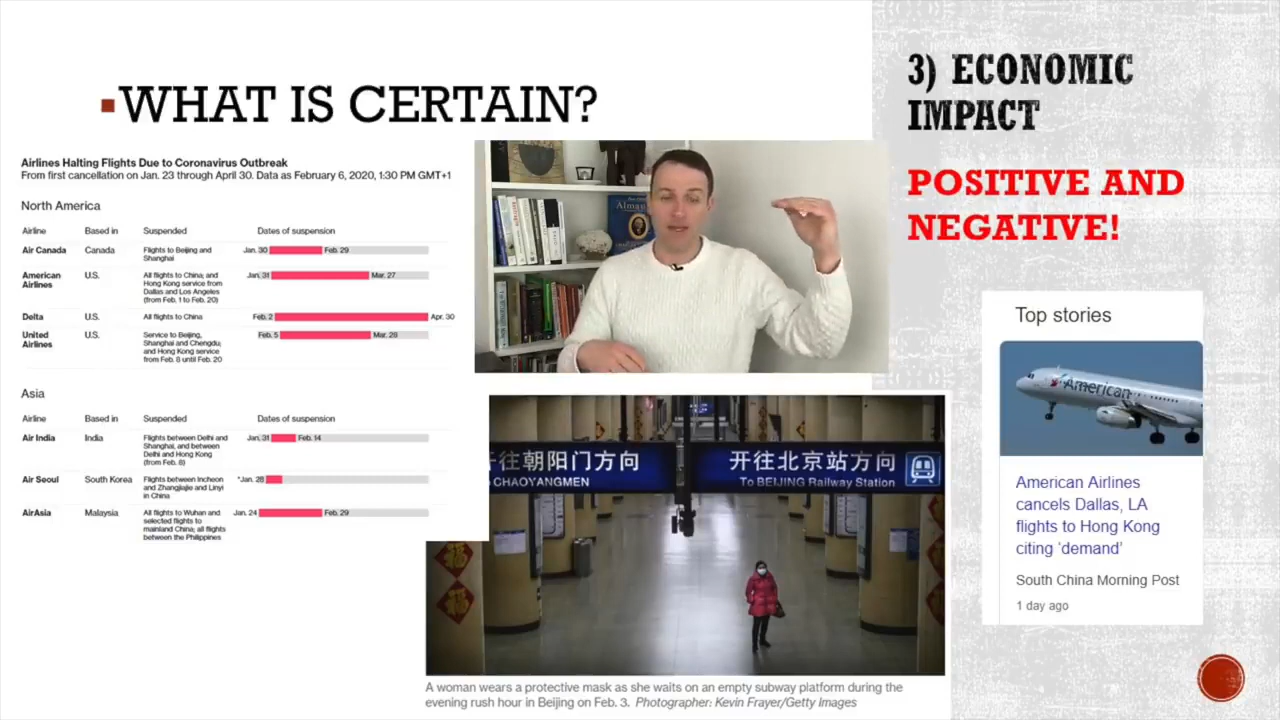 ▪WHAT IS CERTAIN?
Airlines Halting Flights Due to Coronavirus Outbreak
From first cancellation on Jan. 23 through April 30. Data as February 6, 2020, 1:30 PM GMT+1
North America
Airline Based in Suspended Dates of suspension
Air Canada Canada Flights to Beijing and Jan. 30 Feb. 29
Shanghai
American U.S. All flights to China; and Jan. 31 Mar. 27
Airlines Hong Kong service from
Dallas and Los Angeles
(from Feb. 1 to Feb. 20)
Delta U.S. All flights to China Feb. 2 Apr. 30
United U.S. Service to Beijing, Feb. 5 Mar. 28
Airlines Shanghai and Chengdu;
and Hong Kong service
from Feb. 8 until Feb. 20
Asia
Airline Based in Suspended Dates of suspension
Air India India Flights between Delhi and Jan. 31 Feb. 14
Shanghai, and between
Delhi and Hong Kong
(from Feb. 8)
Air Seoul South Korea Flights between Incheon *Jan. 28
and Zhangjiajie and Linyi
in China
AirAsia Malaysia All flights to Wuhan and Jan. 24 Feb. 29
selected flights to
mainland China; all flights
between the Philippines
Almanack
往朝阳门方向
CHAOYANGMEN
开往北京站方向
To BEIJING Railway Station
福
福
A woman wears a protective mask as she waits on an empty subway platform during the
evening rush hour in Beijing on Feb. 3. Photographer: Kevin Frayer/Getty Images
3) ECONOMIC
IMPACT
POSITIVE AND
NEGATIVE!
Top stories
American
American Airlines
cancels Dallas, LA
flights to Hong Kong
citing ‘demand’
South China Morning Post
1 day ago